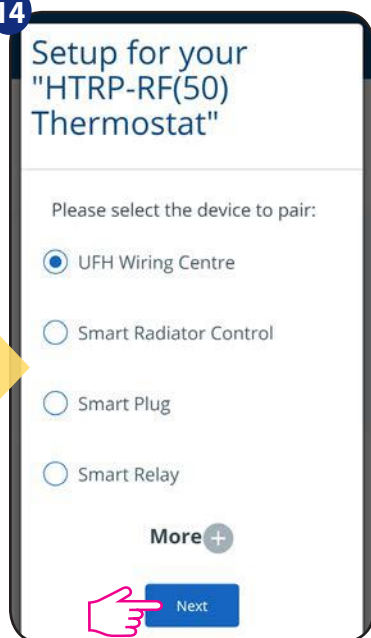 14
Setup for your
"HTRP-RF(50)
Thermostat"
Please select the device to pair:
UFH Wiring Centre
Smart Radiator Control
Smart Plug
Smart Relay
More +
Next